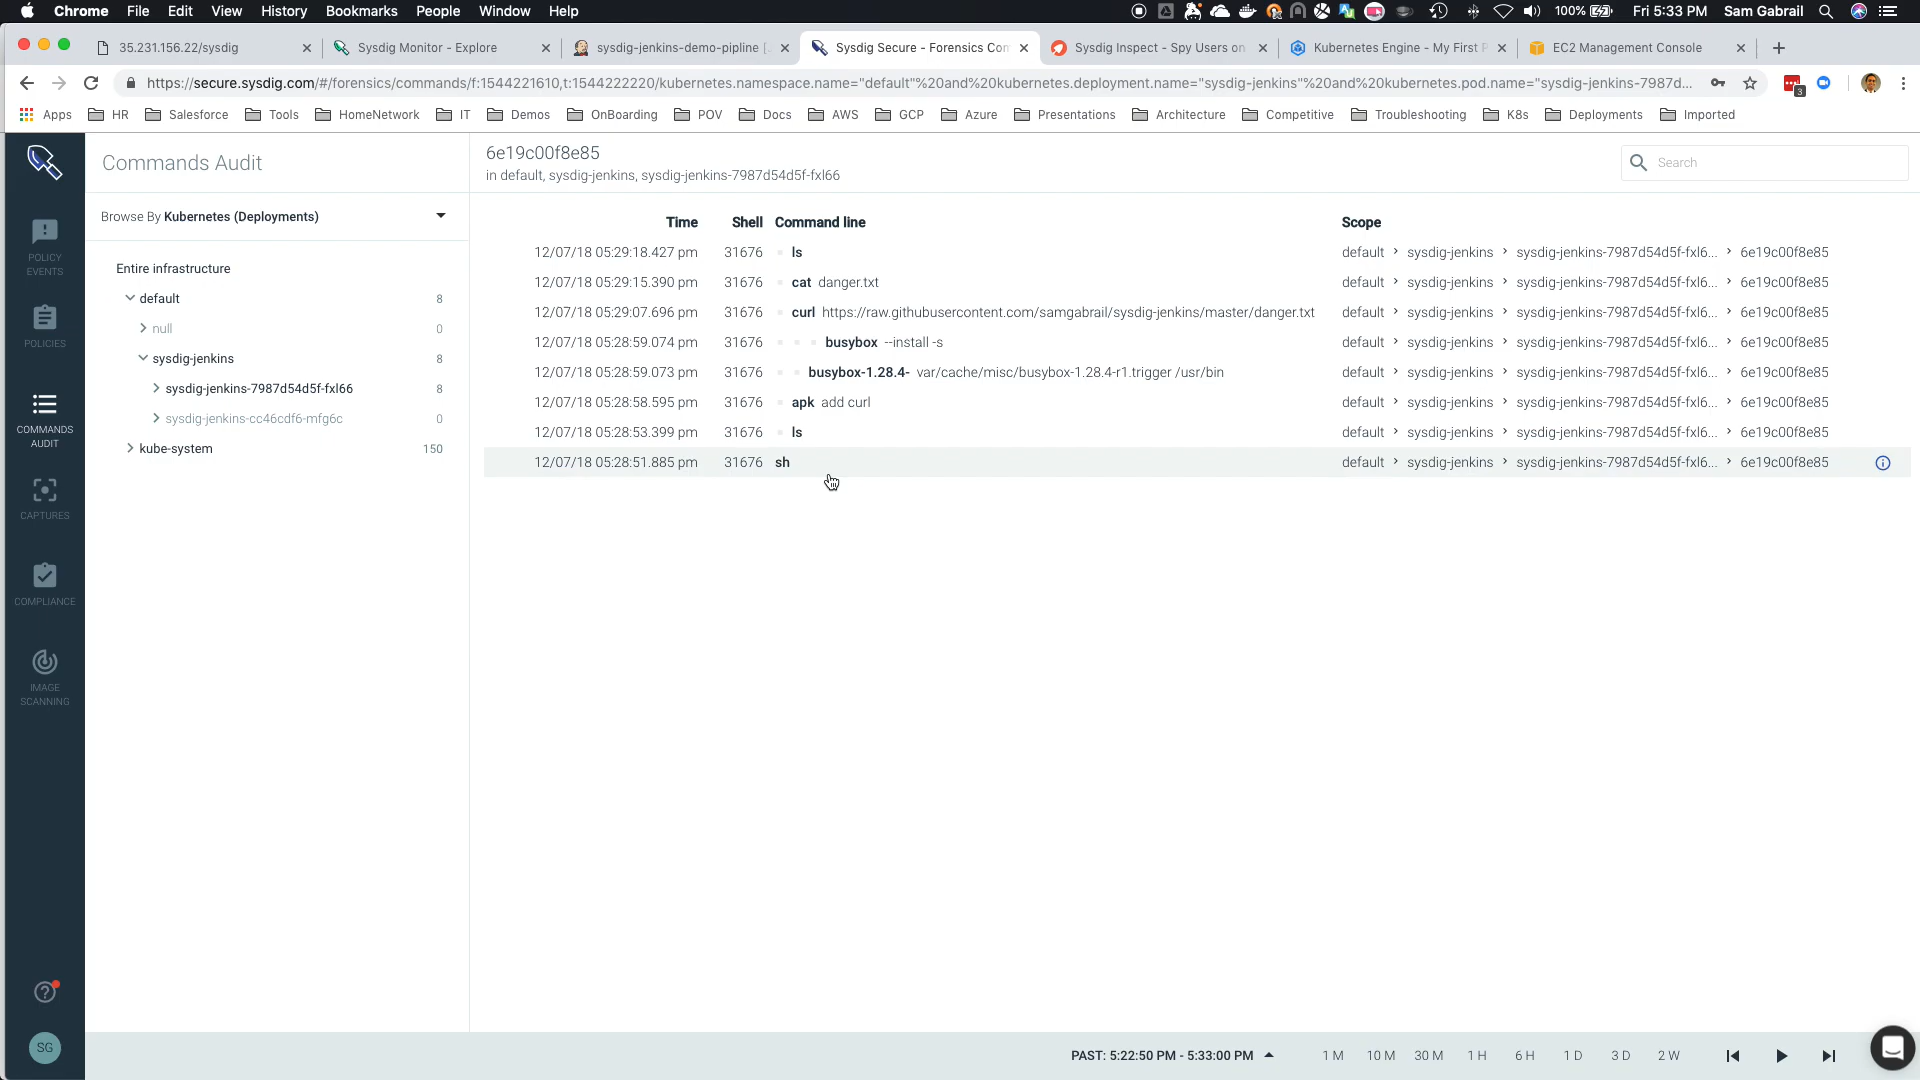 Chrome File Edit View History Bookmarks People Window Help 100% Fri 5:33 PM Sam Gabrail
35.231.156.22/sysdig Sysdig Monitor - Explore sysdig-jenkins-demo-pipline [ Sysdig Secure - Forensics Con Sysdig Inspect - Spy Users on Kubernetes Engine - My First P EC2 Management Console
https://secure.sysdig.com/#/forensics/commands/f:1544221610,t:1544222220/kubernetes.namespace.name="default"%20and%20kubernetes.deployment.name="sysdig-jenkins"%20and%20kubernetes.pod.name="sysdig-jenkins-7987d... 3
Apps HR Salesforce Tools HomeNetwork IT Demos OnBoarding POV Docs AWS GCP Azure Presentations Architecture Competitive Troubleshooting K8s Deployments Imported
POLICY
EVENTS
POLICIES
COMMANDS
AUDIT
CAPTURES
COMPLIANCE
IMAGE
SCANNING
SG
Commands Audit
Browse By Kubernetes (Deployments)
Entire infrastructure
default 8
null 0
sysdig-jenkins 8
sysdig-jenkins-7987d54d5f-fxl66 8
sysdig-jenkins-cc46cdf6-mfg6c 0
kube-system 150
6e19c00f8e85
in default, sysdig-jenkins, sysdig-jenkins-7987d54d5f-fxl66
Search
Time Shell Command line Scope
12/07/18 05:29:18.427 pm 31676 ls default > sysdig-jenkins > sysdig-jenkins-7987d54d5f-fxl6... > 6e19c00f8e85
12/07/18 05:29:15.390 pm 31676 cat danger.txt default > sysdig-jenkins > sysdig-jenkins-7987d54d5f-fxl6... > 6e19c00f8e85
12/07/18 05:29:07.696 pm 31676 curl https://raw.githubusercontent.com/samgabrail/sysdig-jenkins/master/danger.txt default > sysdig-jenkins > sysdig-jenkins-7987d54d5f-fxl6... > 6e19c00f8e85
12/07/18 05:28:59.074 pm 31676 busybox --install -s default > sysdig-jenkins > sysdig-jenkins-7987d54d5f-fxl6... > 6e19c00f8e85
12/07/18 05:28:59.073 pm 31676 busybox-1.28.4- var/cache/misc/busybox-1.28.4-r1.trigger /usr/bin default > sysdig-jenkins > sysdig-jenkins-7987d54d5f-fxl6... > 6e19c00f8e85
12/07/18 05:28:58.595 pm 31676 apk add curl default > sysdig-jenkins > sysdig-jenkins-7987d54d5f-fxl6... > 6e19c00f8e85
12/07/18 05:28:53.399 pm 31676 ls default > sysdig-jenkins > sysdig-jenkins-7987d54d5f-fxl6... > 6e19c00f8e85
12/07/18 05:28:51.885 pm 31676 sh default > sysdig-jenkins > sysdig-jenkins-7987d54d5f-fxl6... > 6e19c00f8e85
PAST: 5:22:50 PM - 5:33:00 PM 1 M 10 M 30 M 1 H 6 H 1 D 3 D 2 W